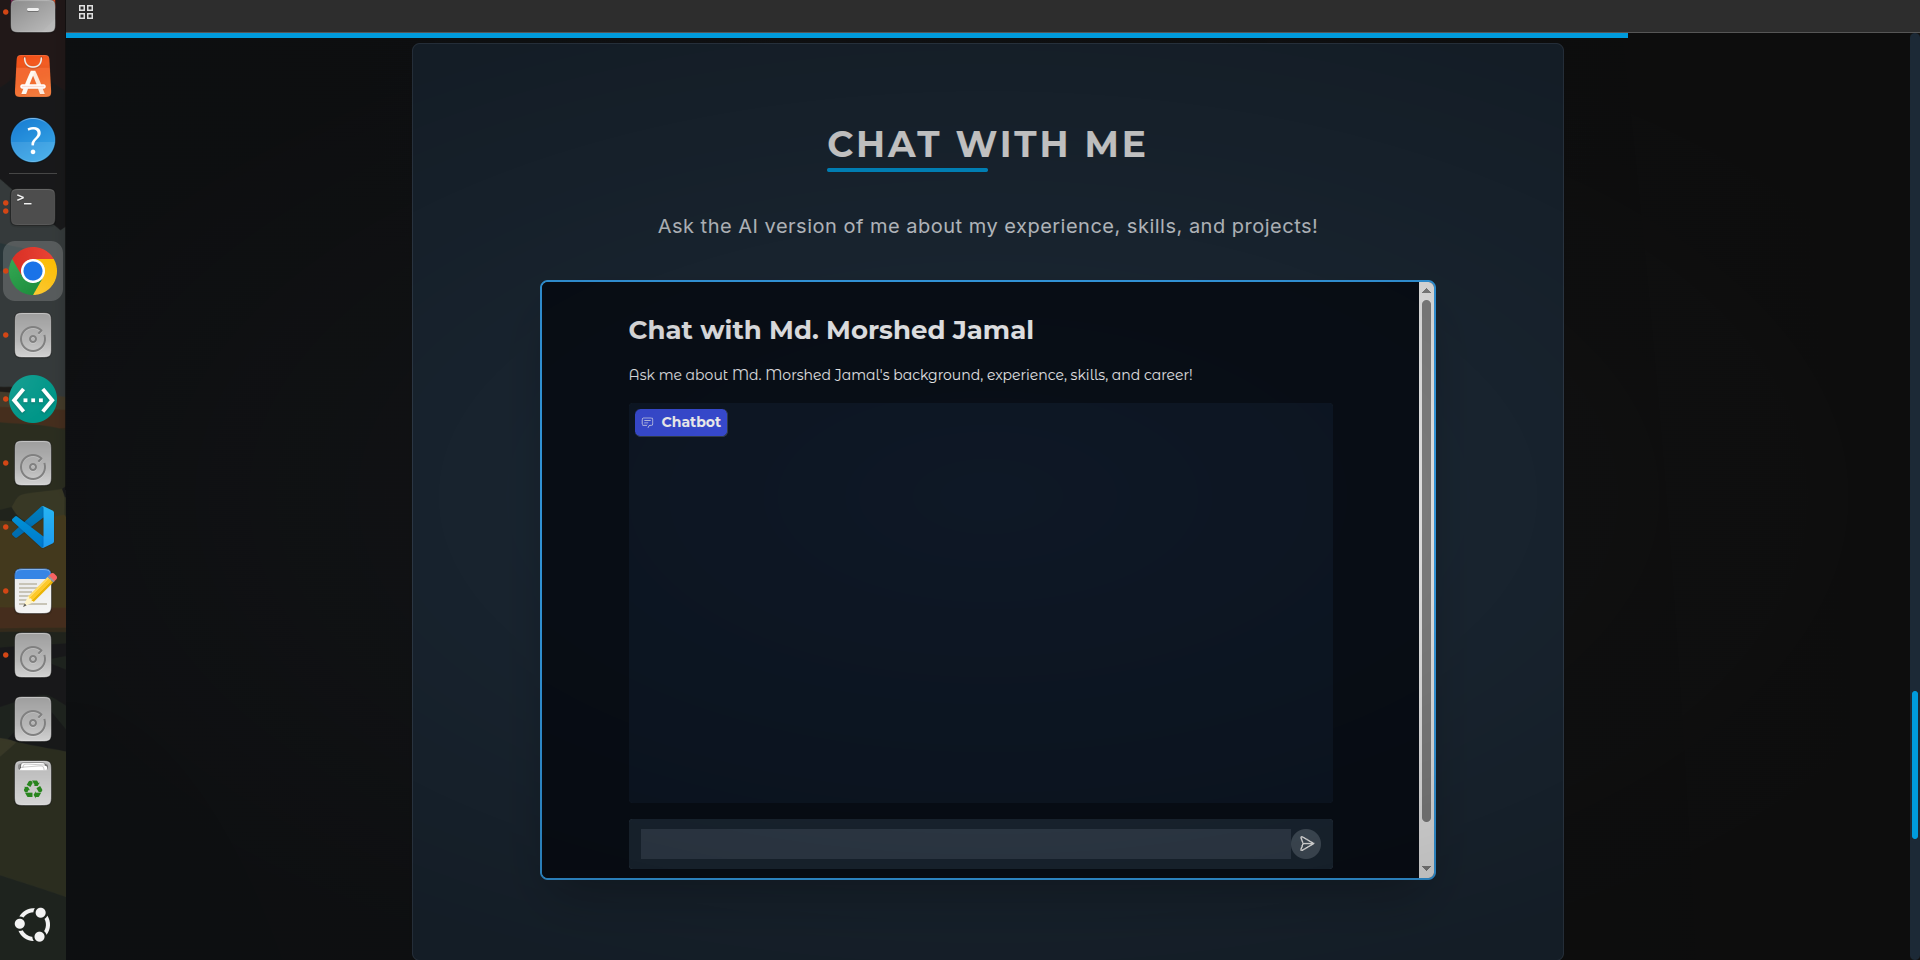 CHAT WITH ME
Ask the AI version of me about my experience, skills, and projects!
Chat with Md. Morshed Jamal
Ask me about Md. Morshed Jamal's background, experience, skills, and career!
Chatbot